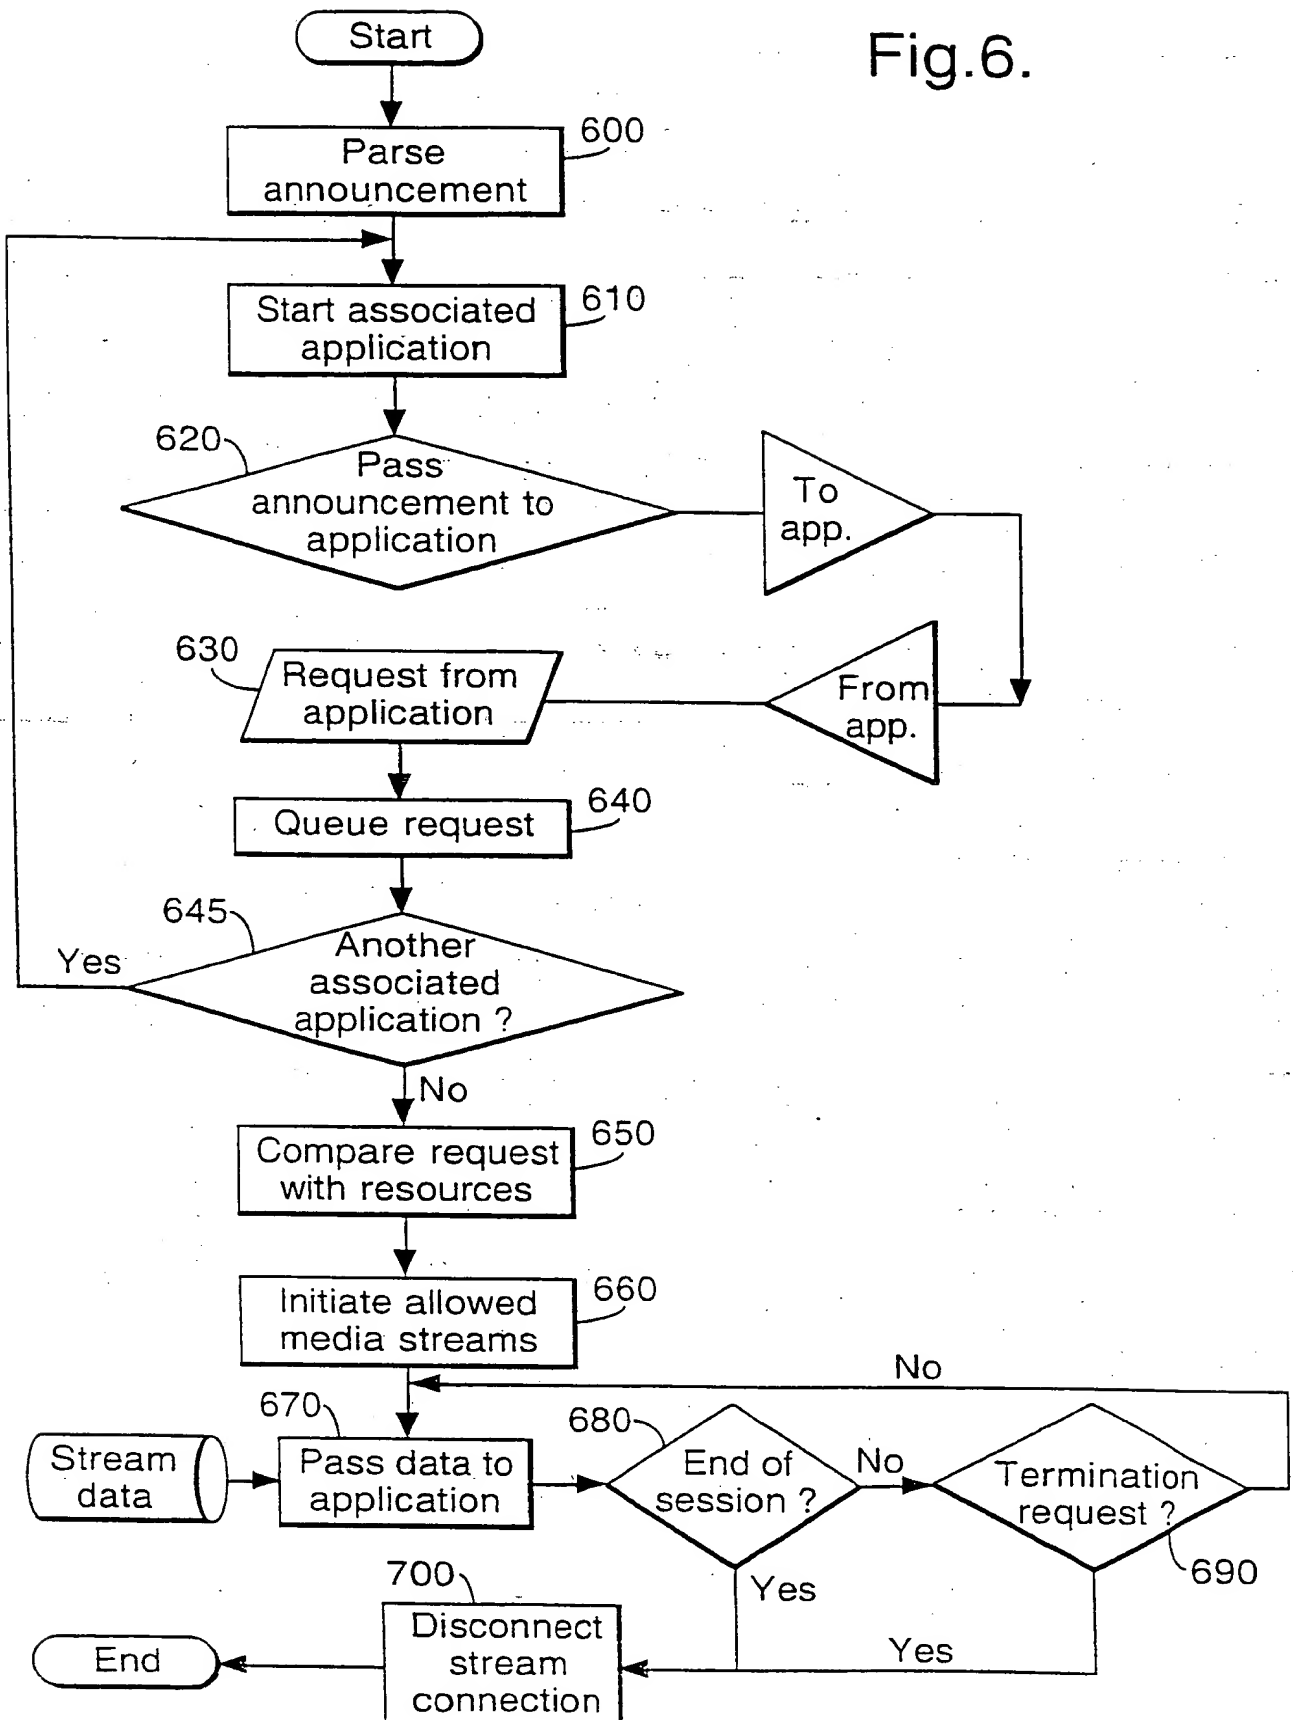 Start
Fig.6.
Parse
announcement
600
Start associated
application
610
620
Pass
announcement to
application
To
app.
630
Request from
application
From
app.
Queue request
640
645
Yes
Another
associated
application ?
No
Compare request
with resources
650
Initiate allowed
media streams
660
No
670
Stream
data
Pass data to
application
680
End of
session ?
No
Termination
request ?
690
Yes
700
Disconnect
stream
connection
Yes
End